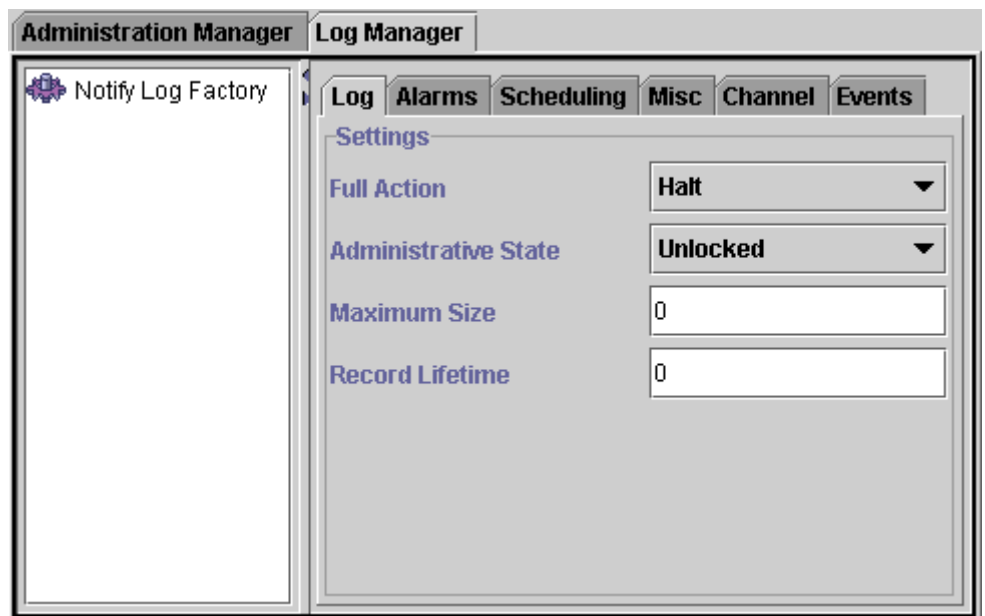 Administration Manager Log Manager
Notify Log Factory
Log Alarms Scheduling Misc Channel Events
Settings
Full Action Halt
Administrative State Unlocked
Maximum Size 0
Record Lifetime 0